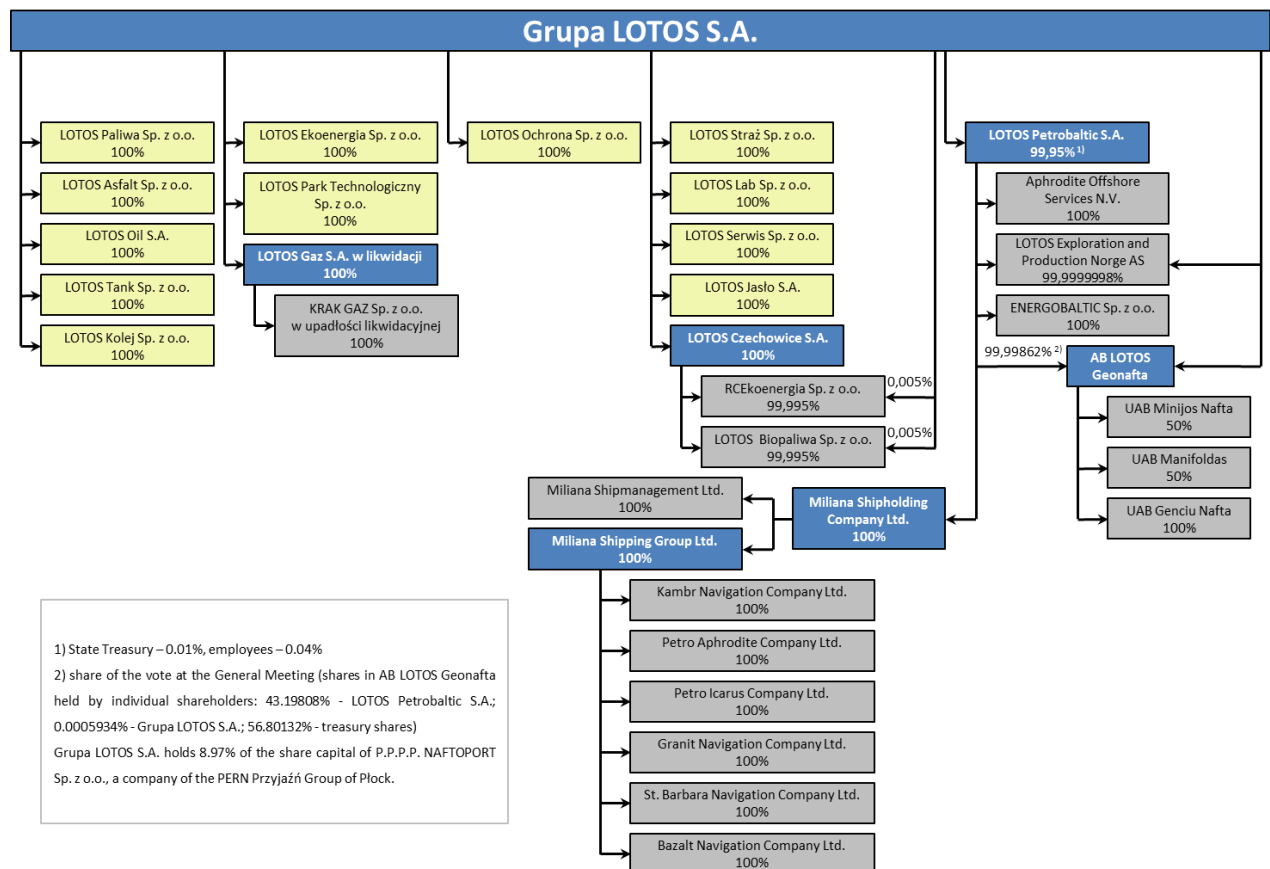 Grupa LOTOS S.A.
LOTOS Paliwa Sp. z o.o.
100%
LOTOS Asfalt Sp. z o.o.
100%
LOTOS Oil S.A.
100%
LOTOS Tank Sp. z o.o.
100%
LOTOS Kolej Sp. z o.o.
100%
LOTOS Ekoenergia Sp. z o.o.
100%
LOTOS Park Technologiczny
Sp. z o.o.
100%
LOTOS Gaz S.A. w likwidacji
100%
KRAK GAZ Sp. z o.o.
w upadłości likwidacyjnej
100%
LOTOS Ochrona Sp. z o.o.
100%
LOTOS Straż Sp. z o.o.
100%
LOTOS Lab Sp. z o.o.
100%
LOTOS Serwis Sp. z o.o.
100%
LOTOS Jasło S.A.
100%
LOTOS Czechowice S.A.
100%
RCEkoenergia Sp. z o.o.
99,995%
0,005%
LOTOS Biopaliwa Sp. z o.o.
99,995%
0,005%
LOTOS Petrobaltic S.A.
99,95% 1)
Aphrodite Offshore
Services N.V.
100%
LOTOS Exploration and
Production Norge AS
99,9999998%
ENERGOBALTIC Sp. z o.o.
100%
99,99862% 2)
AB LOTOS
Geonafta
UAB Minijos Nafta
50%
UAB Manifoldas
50%
UAB Genciu Nafta
100%
Miliana Shipholding
Company Ltd.
100%
Miliana Shipmanagement Ltd.
100%
Miliana Shipping Group Ltd.
100%
Kambr Navigation Company Ltd.
100%
Petro Aphrodite Company Ltd.
100%
Petro Icarus Company Ltd.
100%
Granit Navigation Company Ltd.
100%
St. Barbara Navigation Company Ltd.
100%
Bazalt Navigation Company Ltd.
100%
1) State Treasury – 0.01%, employees – 0.04%
2) share of the vote at the General Meeting (shares in AB LOTOS Geonafta
held by individual shareholders: 43.19808% - LOTOS Petrobaltic S.A.;
0.0005934% - Grupa LOTOS S.A.; 56.80132% - treasury shares)
Grupa LOTOS S.A. holds 8.97% of the share capital of P.P.P.P. NAFTOPORT
Sp. z o.o., a company of the PERN Przyjaźń Group of Płock.